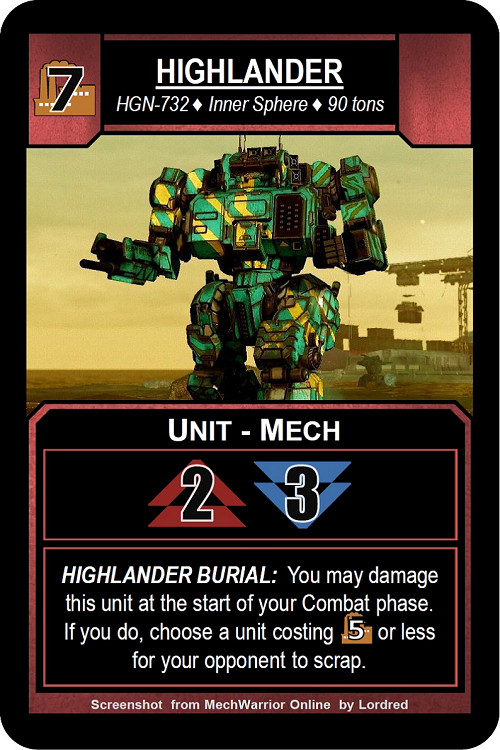 7
HIGHLANDER
HGN-732 ♦ Inner Sphere ♦ 90 tons
UNIT - MECH
2 3
HIGHLANDER BURIAL: You may damage
this unit at the start of your Combat phase.
If you do, choose a unit costing 5 or less
for your opponent to scrap.
Screenshot from MechWarrior Online by Lordred